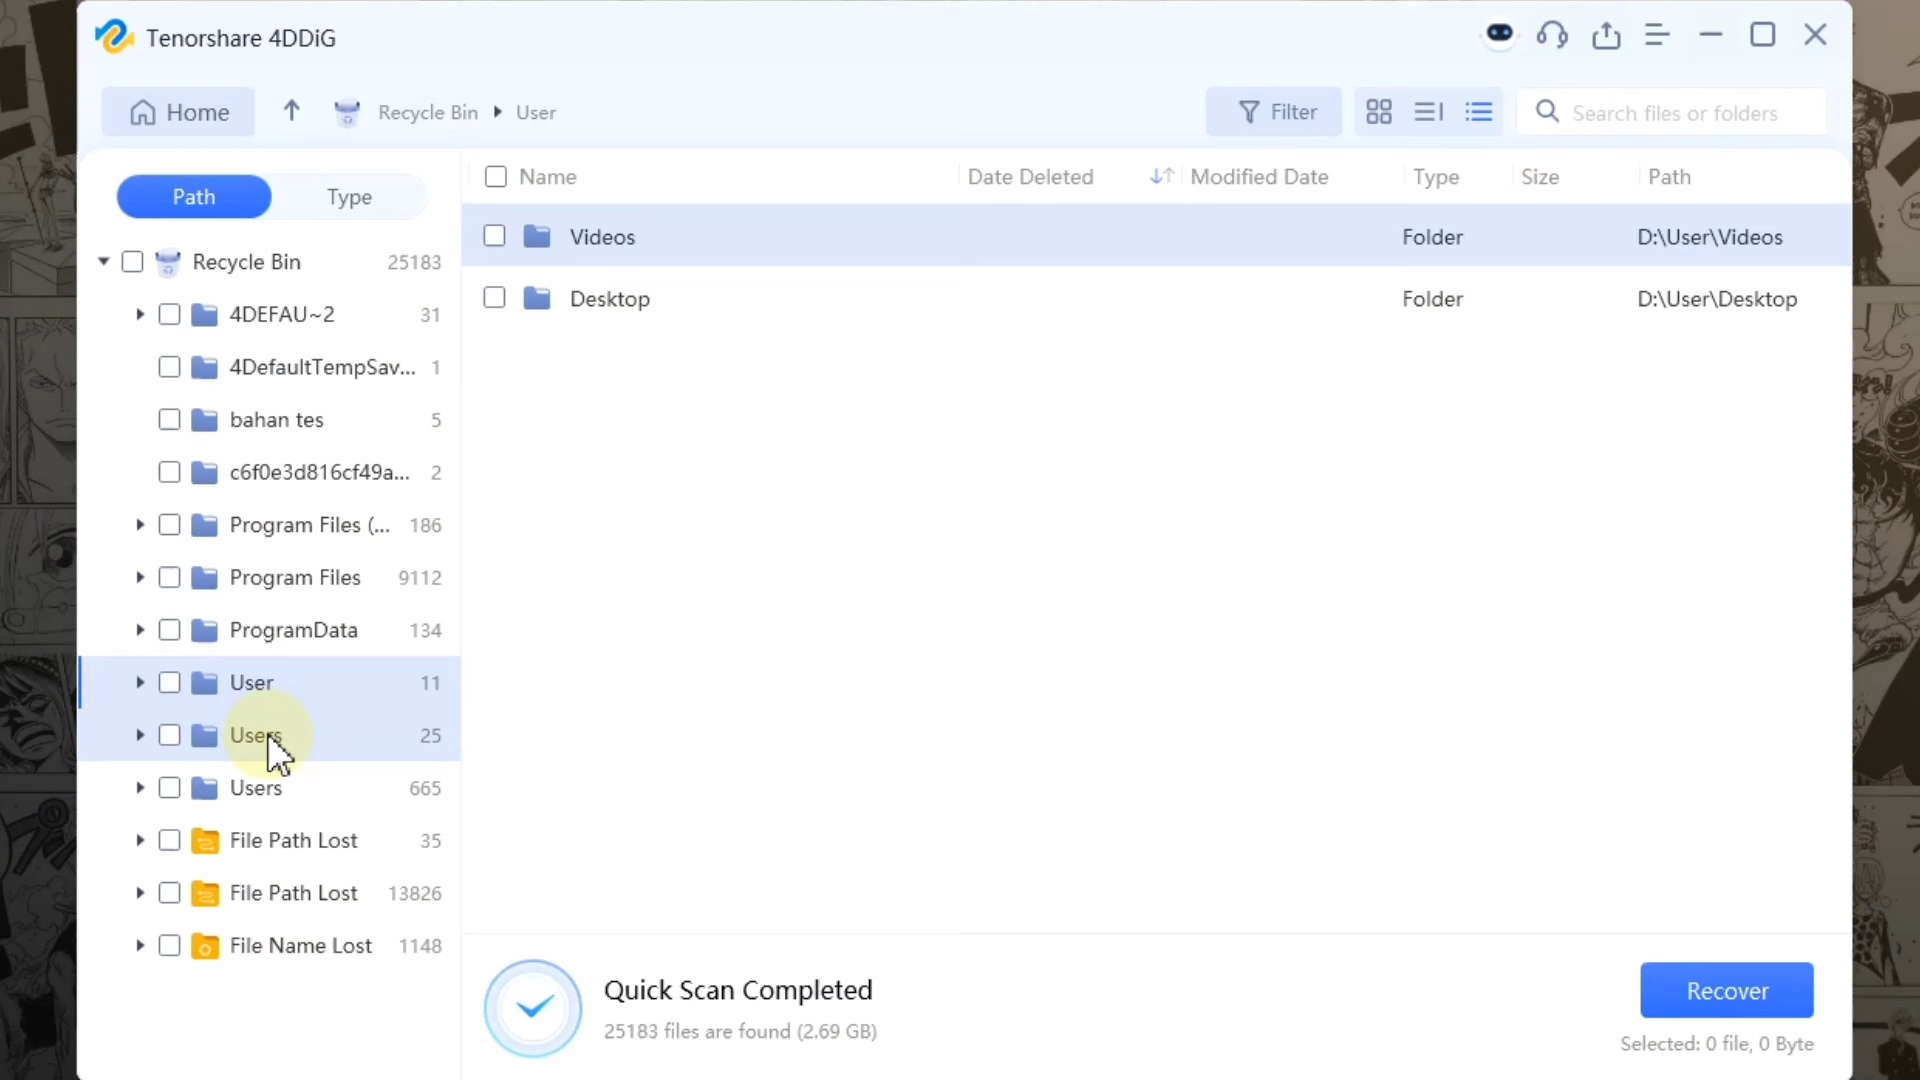 Tenorshare 4DDiG
Home
Recycle Bin
User
Filter
Search files or folders
Path
Type
Name
Date Deleted
Modified Date
Type
Size
Path
Recycle Bin 25183
4DEFAU~2 31
4DefaultTempSav... 1
bahan tes 5
c6f0e3d816cf49a... 2
Program Files (... 186
Program Files 9112
ProgramData 134
User 11
Users 25
Users 665
File Path Lost 35
File Path Lost 13826
File Name Lost 1148
Videos Folder D:\User\Videos
Desktop Folder D:\User\Desktop
Quick Scan Completed
25183 files are found (2.69 GB)
Recover
Selected: 0 file, 0 Byte